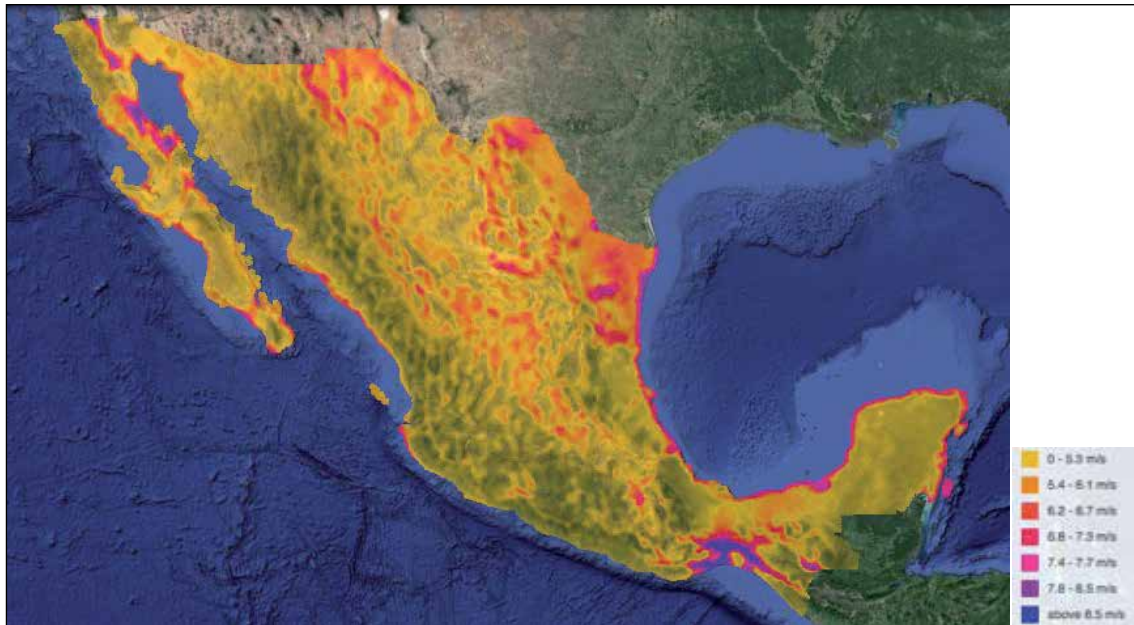 0 - 5.3 m/s
5.4 - 6.1 m/s
6.2 - 6.7 m/s
6.8 - 7.3 m/s
7.4 - 7.7 m/s
7.8 - 8.5 m/s
above 8.5 m/s